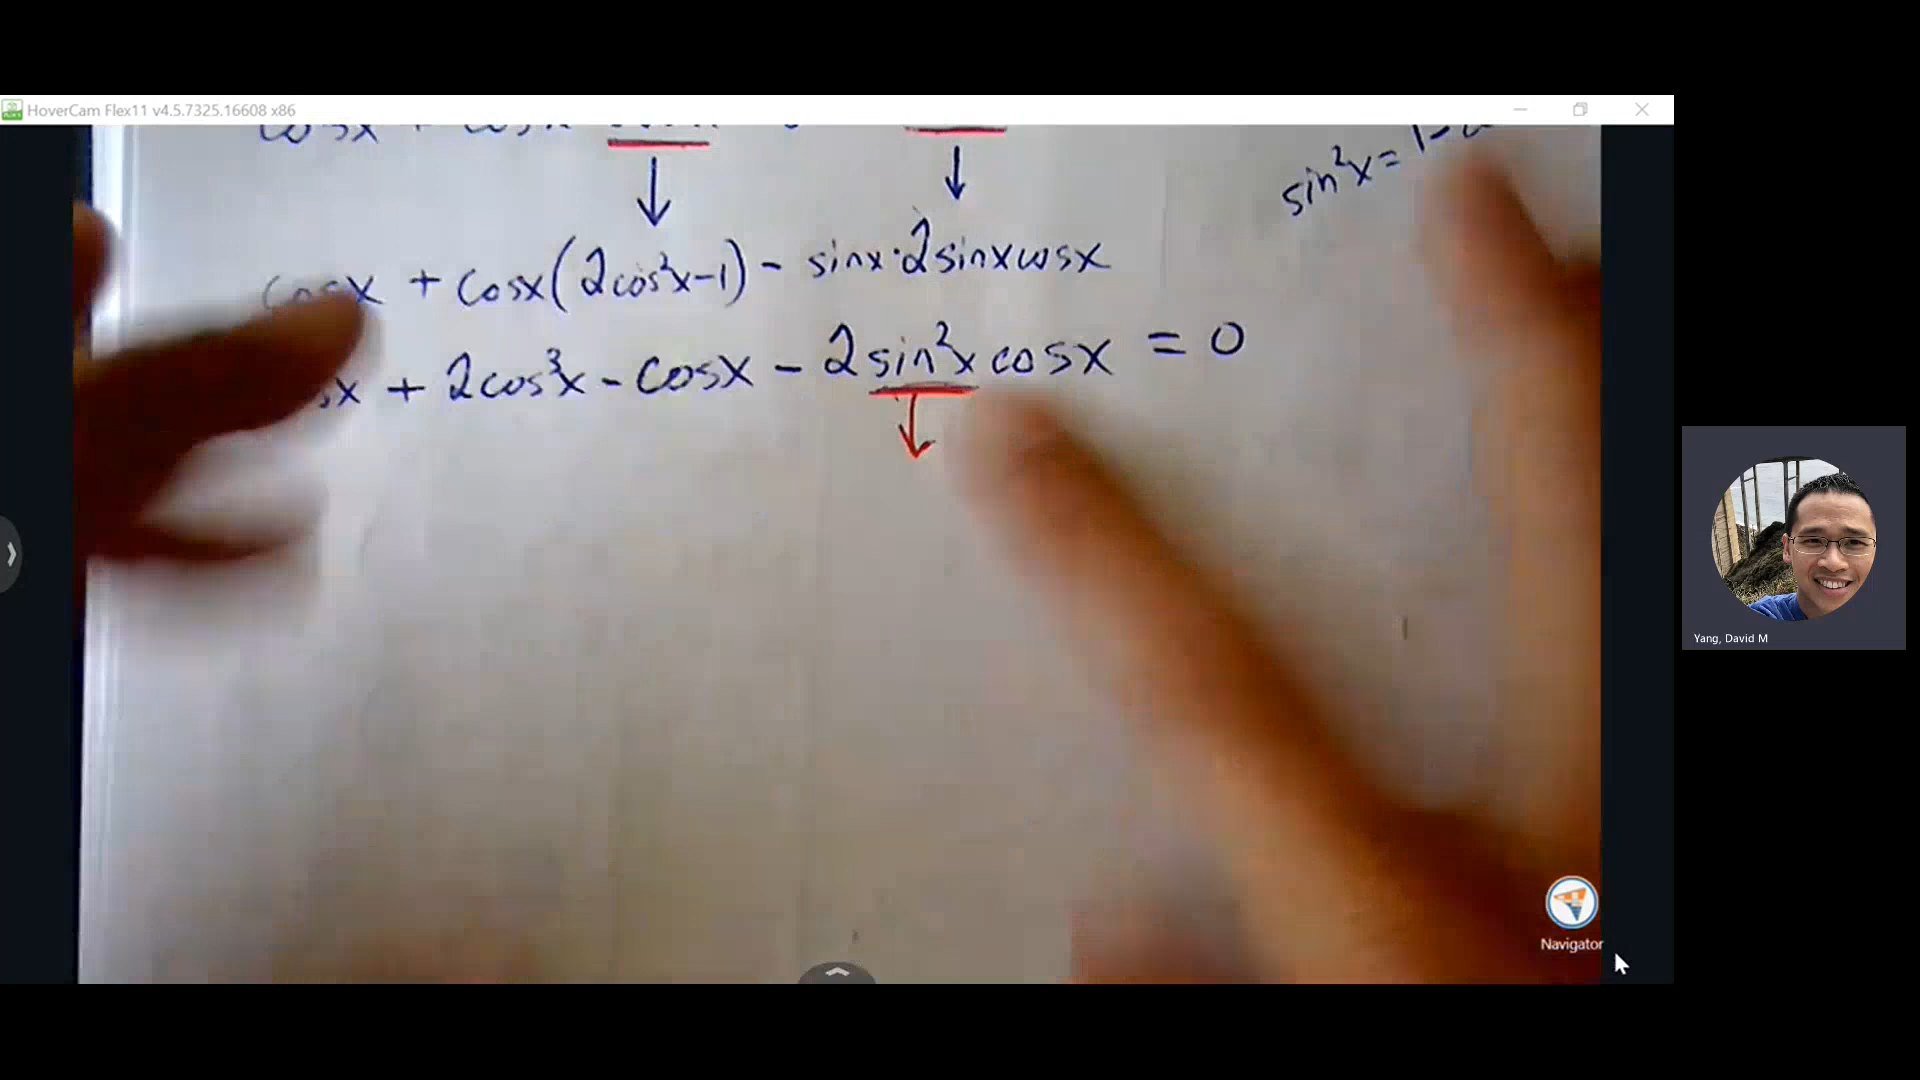 HoverCam Flex11 v4.5.7325.16608 x86
sin²x = 1 -
cosx + cosx(2cos²x-1) - sinx·2sinxcosx
sx + 2cos³x - cosx - 2sin²x cosx = 0
Yang, David M
Navigator